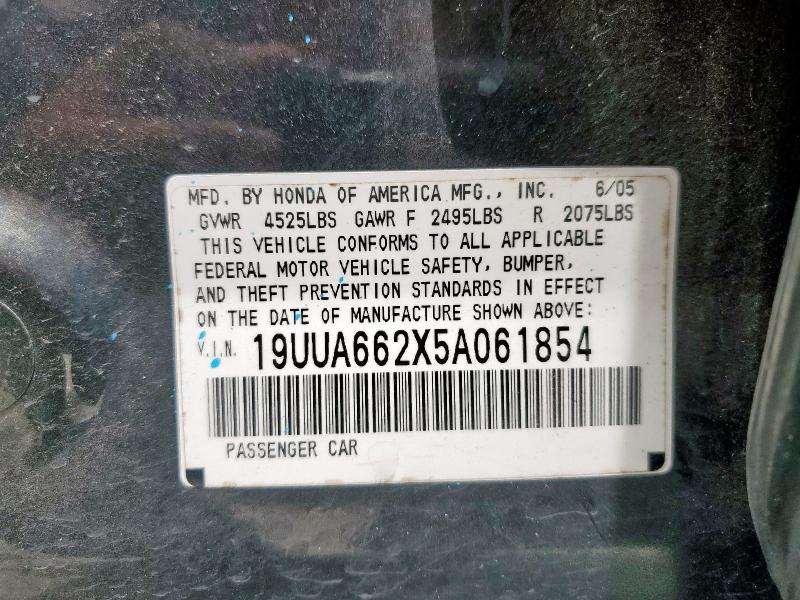 MFD. BY HONDA OF AMERICA MFG., INC. 6/05
GVWR 4525LBS GAWR F 2495LBS R 2075LBS
THIS VEHICLE CONFORMS TO ALL APPLICABLE
FEDERAL MOTOR VEHICLE SAFETY, BUMPER,
AND THEFT PREVENTION STANDARDS IN EFFECT
ON THE DATE OF MANUFACTURE SHOWN ABOVE:
V.I.N. 19UUA662X5A061854
PASSENGER CAR